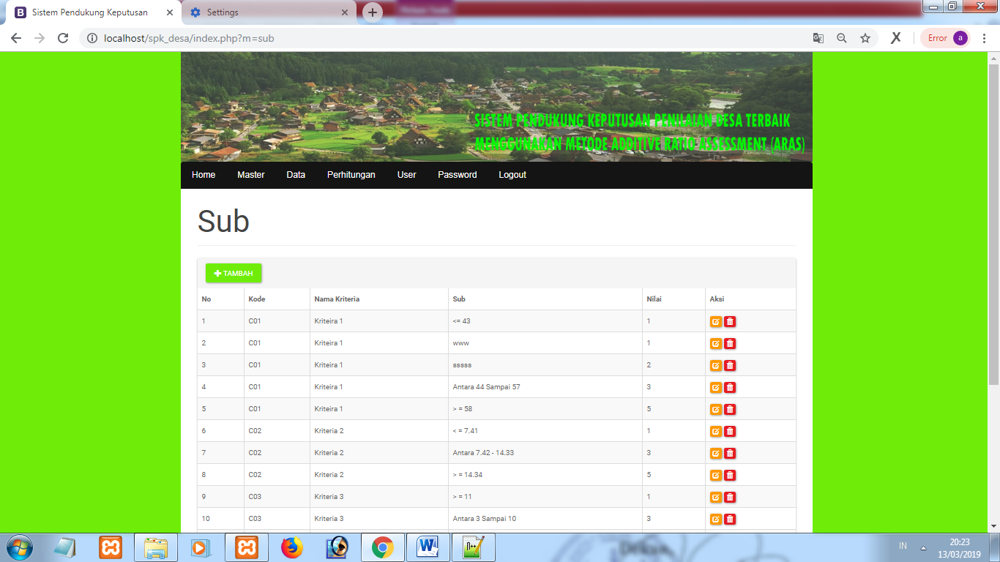 Sistem Pendukung Keputusan
Settings
localhost/spk_desa/index.php?m=sub
Error a
SISTEM PENDUKUNG KEPUTUSAN PENILAIAN DESA TERBAIK
MENGGUNAKAN METODE ADDITIVE RATIO ASSESSMENT (ARAS)
Home Master Data Perhitungan User Password Logout
Sub
TAMBAH
No Kode Nama Kriteria Sub Nilai Aksi
1 C01 Kriteira 1 <= 43 1
2 C01 Kriteira 1 www 1
3 C01 Kriteira 1 sssss 2
4 C01 Kriteira 1 Antara 44 Sampai 57 3
5 C01 Kriteira 1 > = 58 5
6 C02 Kriteria 2 < = 7.41 1
7 C02 Kriteria 2 Antara 7.42 - 14.33 3
8 C02 Kriteria 2 > = 14.34 5
9 C03 Kriteria 3 > = 11 1
10 C03 Kriteria 3 Antara 3 Sampai 10 3
IN 20:23
13/03/2019